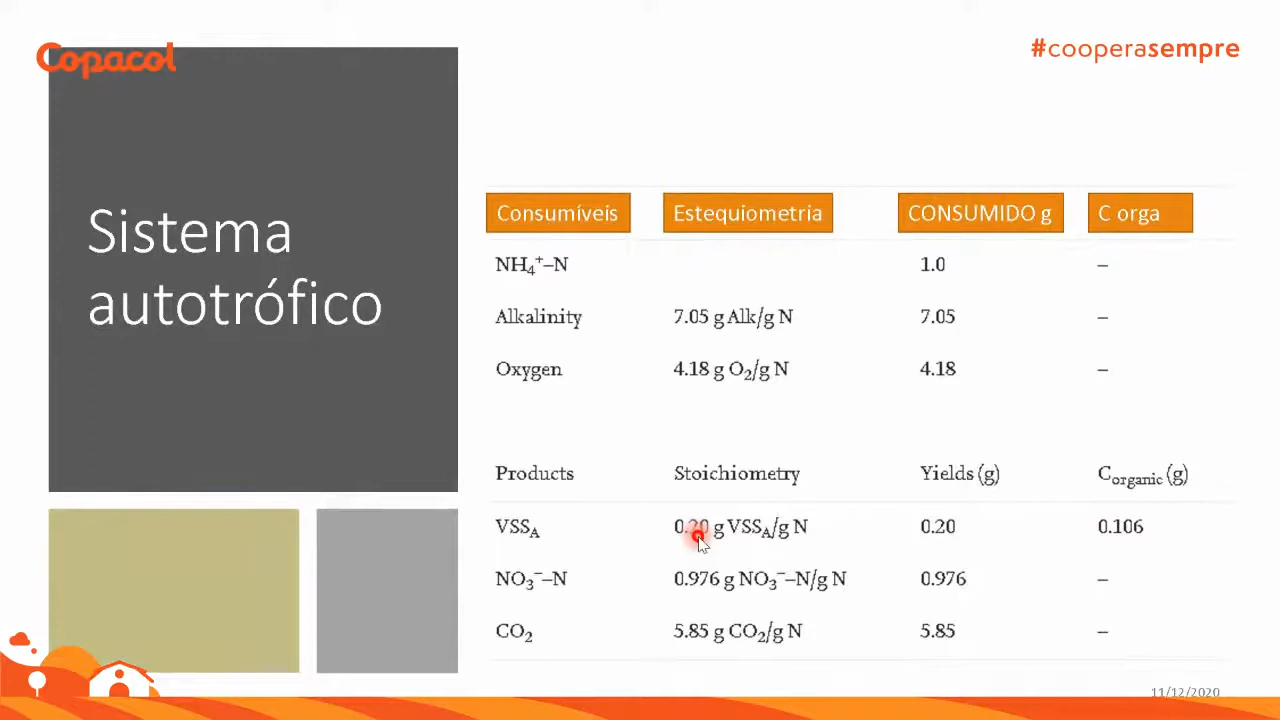 Copacol
#cooperasempre
Sistema
autotrófico
Consumíveis Estequiometria CONSUMIDO g C orga
NH₄⁺–N 1.0 –
Alkalinity 7.05 g Alk/g N 7.05 –
Oxygen 4.18 g O₂/g N 4.18 –
Products Stoichiometry Yields (g) Corganic (g)
VSSA 0.20 g VSSA/g N 0.20 0.106
NO₃⁻–N 0.976 g NO₃⁻–N/g N 0.976 –
CO₂ 5.85 g CO₂/g N 5.85 –
11/12/2020